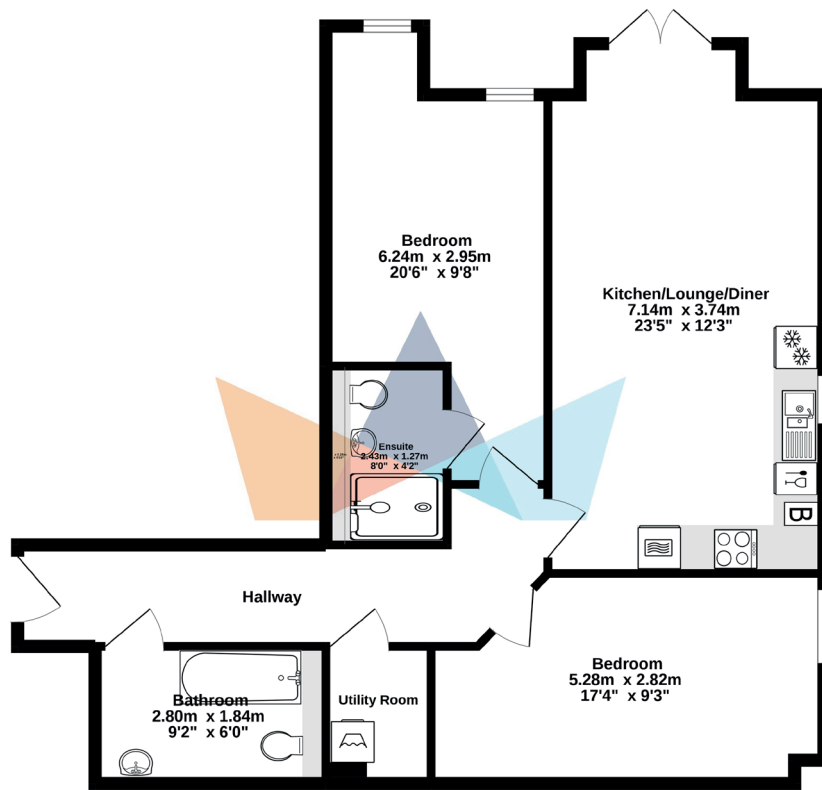 Bedroom
6.24m x 2.95m
20'6" x 9'8"
Kitchen/Lounge/Diner
7.14m x 3.74m
23'5" x 12'3"
Ensuite
2.43m x 1.27m
8'0" x 4'2"
B
Hallway
Bedroom
5.28m x 2.82m
17'4" x 9'3"
Bathroom
2.80m x 1.84m
9'2" x 6'0"
Utility Room